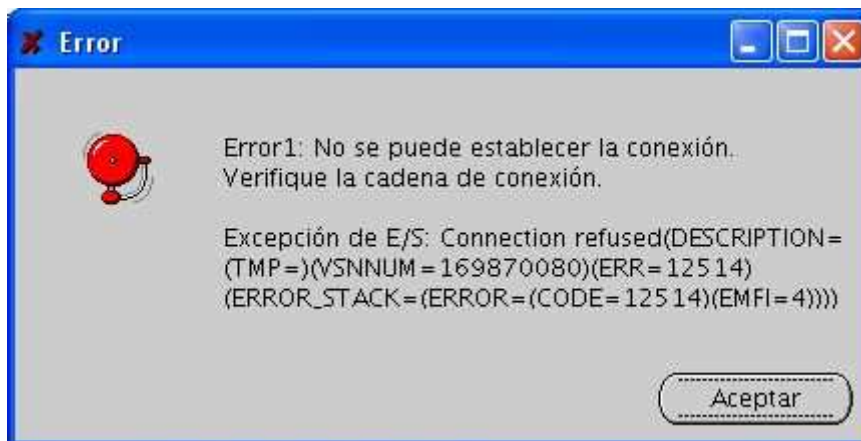 Error
Error1: No se puede establecer la conexión.
Verifique la cadena de conexión.
Excepción de E/S: Connection refused(DESCRIPTION=
(TMP=)(VSNNUM=169870080)(ERR=12514)
(ERROR_STACK=(ERROR=(CODE=12514)(EMFI=4))))
Aceptar